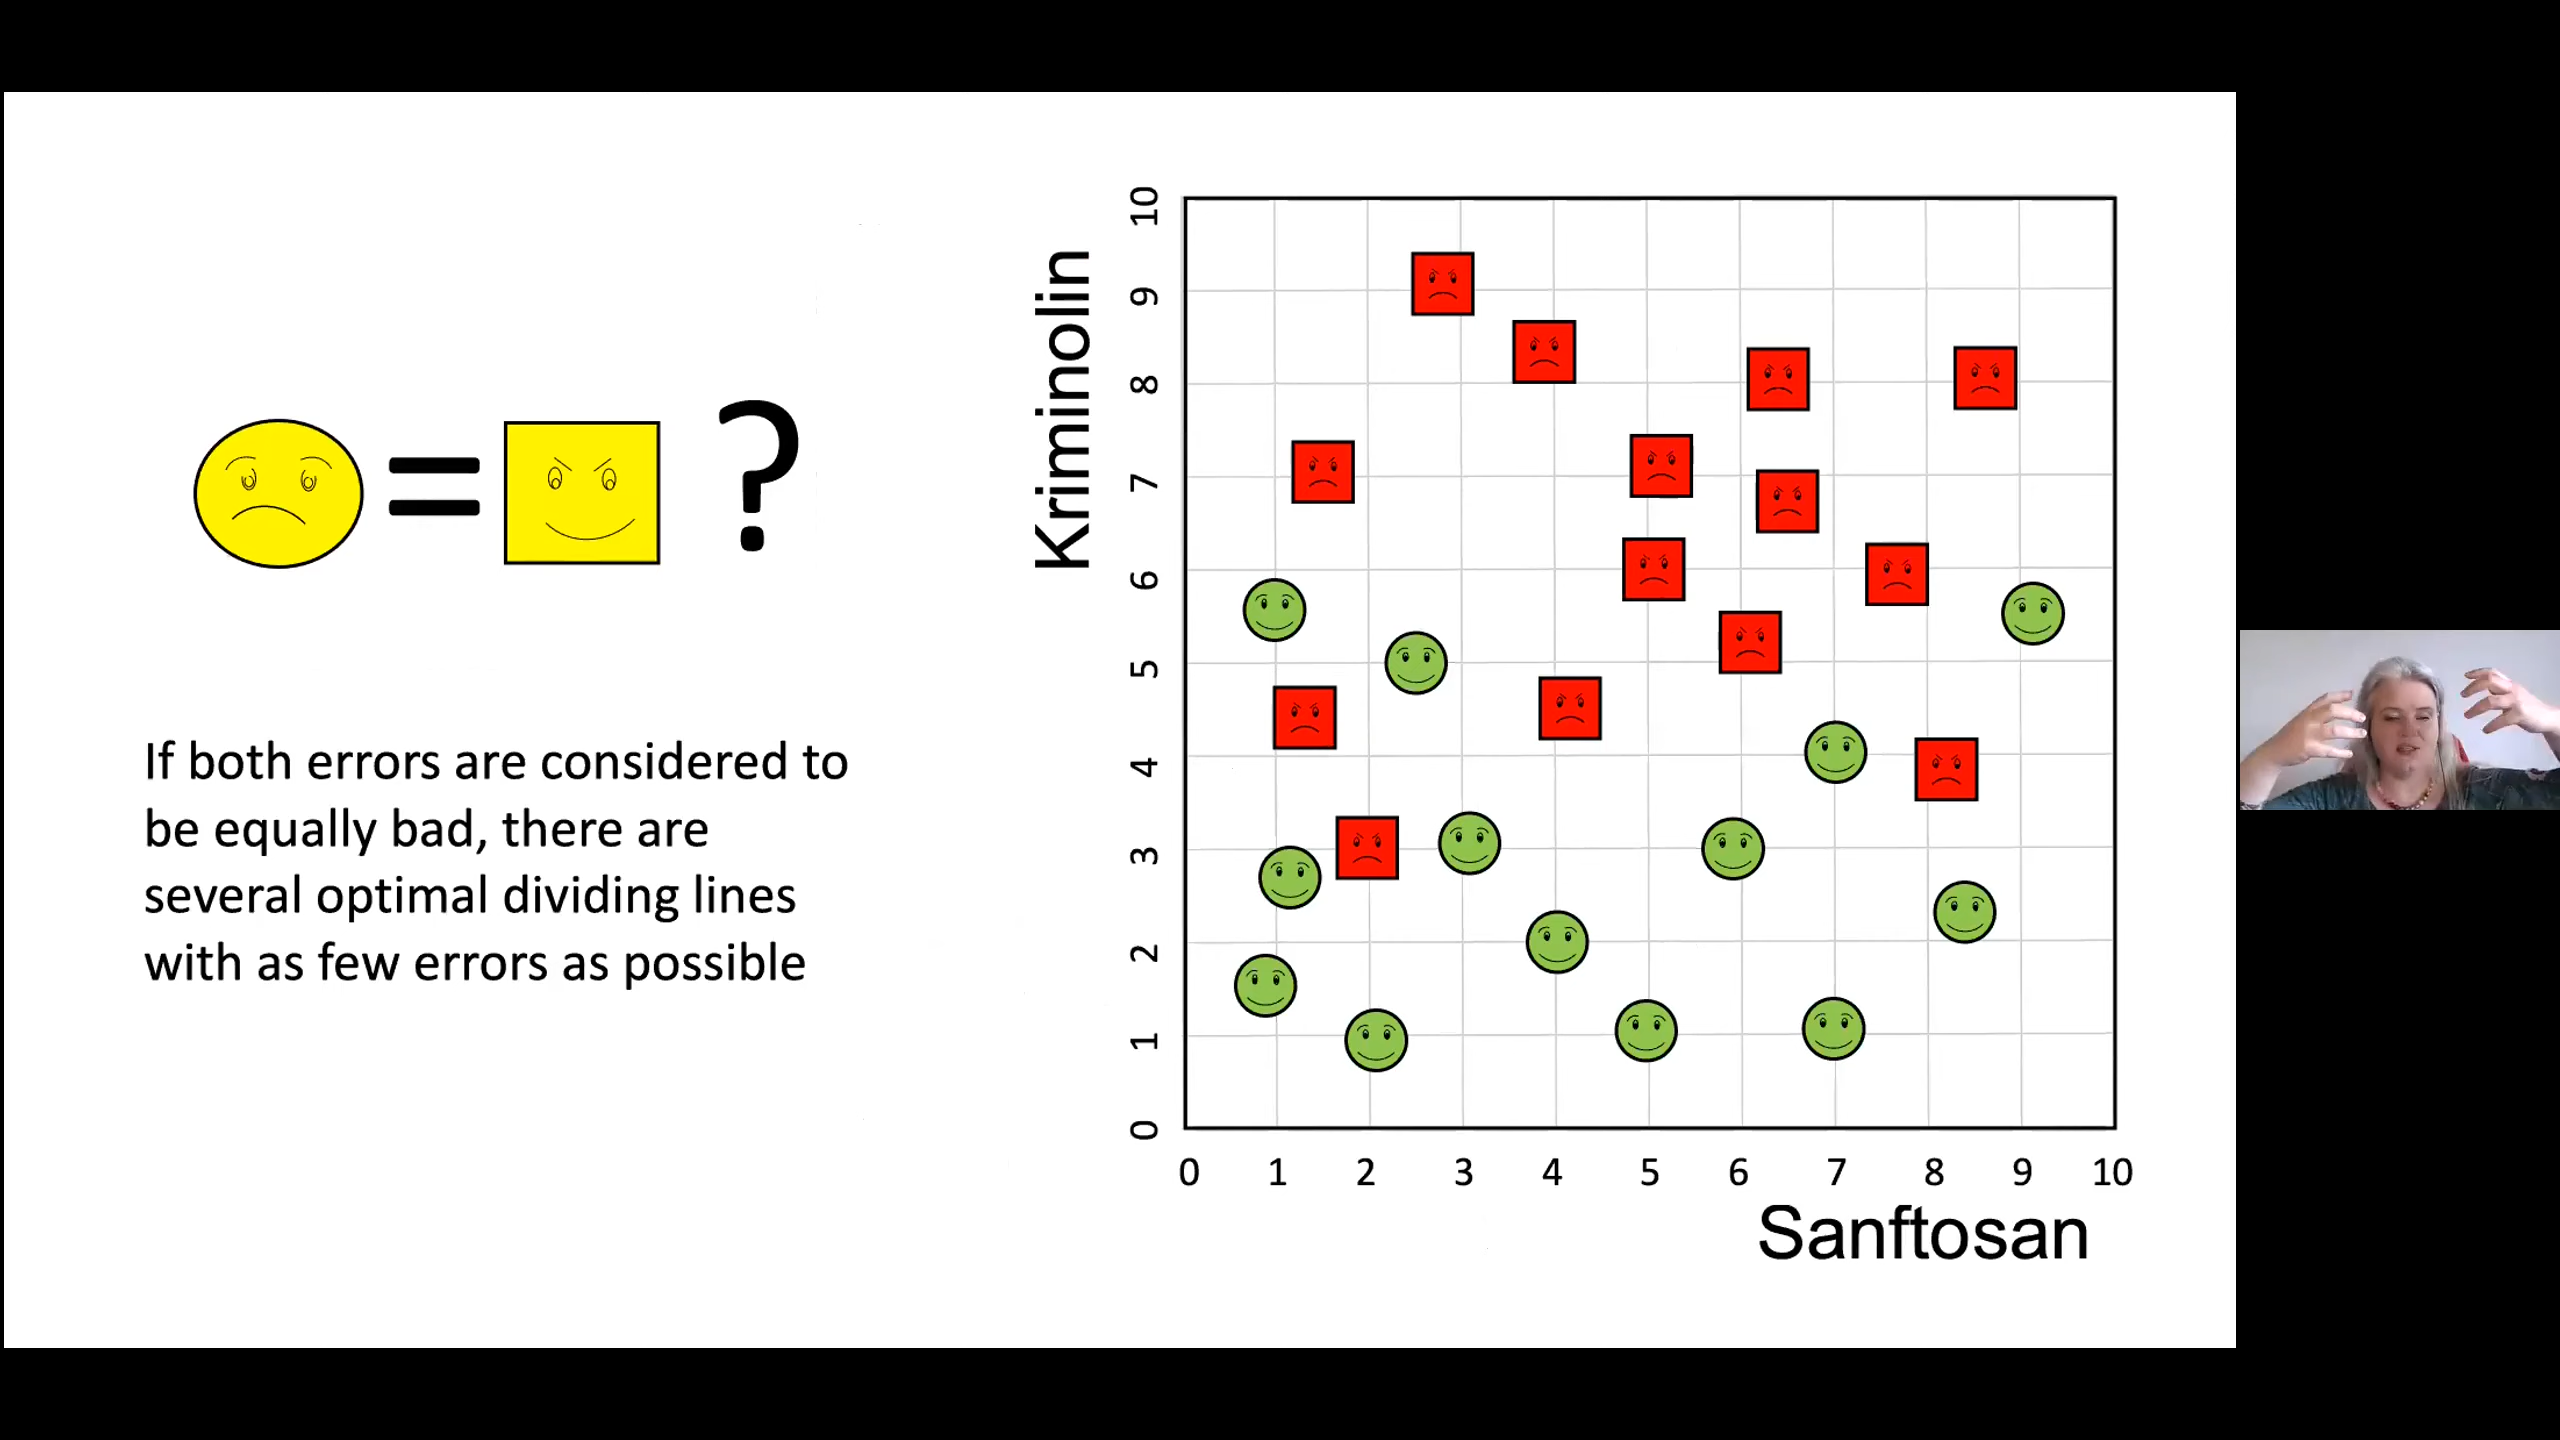 = ?
If both errors are considered to
be equally bad, there are
several optimal dividing lines
with as few errors as possible
Kriminolin
10
9
8
7
6
5
4
3
2
1
0
0 1 2 3 4 5 6 7 8 9 10
Sanftosan